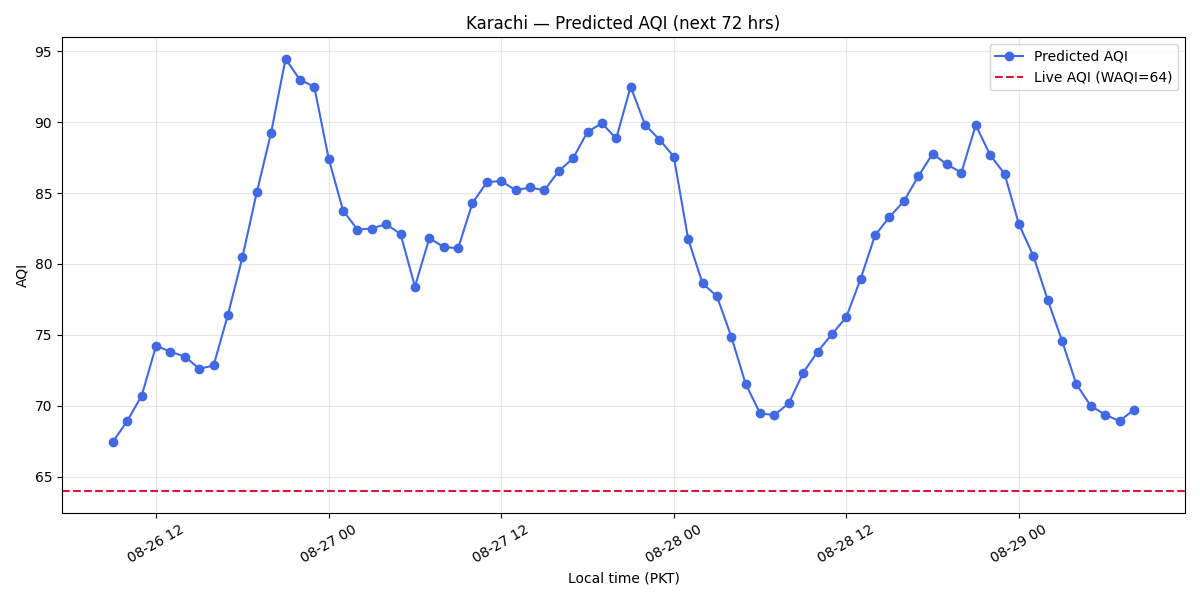 Karachi — Predicted AQI (next 72 hrs)
Predicted AQI
Live AQI (WAQI=64)
95
90
85
80
75
70
65
AQI
08-26 12
08-27 00
08-27 12
08-28 00
08-28 12
08-29 00
Local time (PKT)